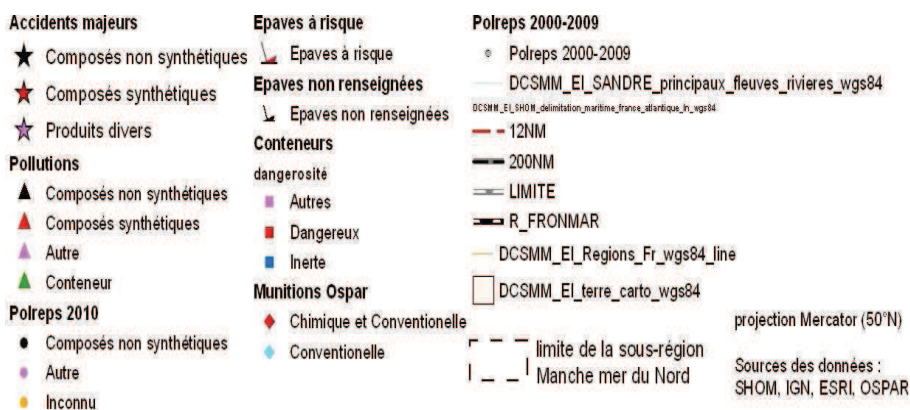 Accidents majeurs
Composés non synthétiques
Composés synthétiques
Produits divers
Pollutions
Composés non synthétiques
Composés synthétiques
Autre
Conteneur
Polreps 2010
Composés non synthétiques
Autre
Inconnu
Epaves à risque
Epaves à risque
Epaves non renseignées
Epaves non renseignées
Conteneurs
dangerosité
Autres
Dangereux
Inerte
Munitions Ospar
Chimique et Conventionelle
Conventionelle
Polreps 2000-2009
Polreps 2000-2009
DCSMM_EI_SANDRE_principaux_fleuves_rivieres_wgs84
DCSMM_EI_SHOM_delimitation_maritime_france_atlantique_ln_wgs84
12NM
200NM
LIMITE
R_FRONMAR
DCSMM_EI_Regions_Fr_wgs84_line
DCSMM_EI_terre_carto_wgs84
limite de la sous-région
Manche mer du Nord
projection Mercator (50°N)
Sources des données :
SHOM, IGN, ESRI, OSPAR